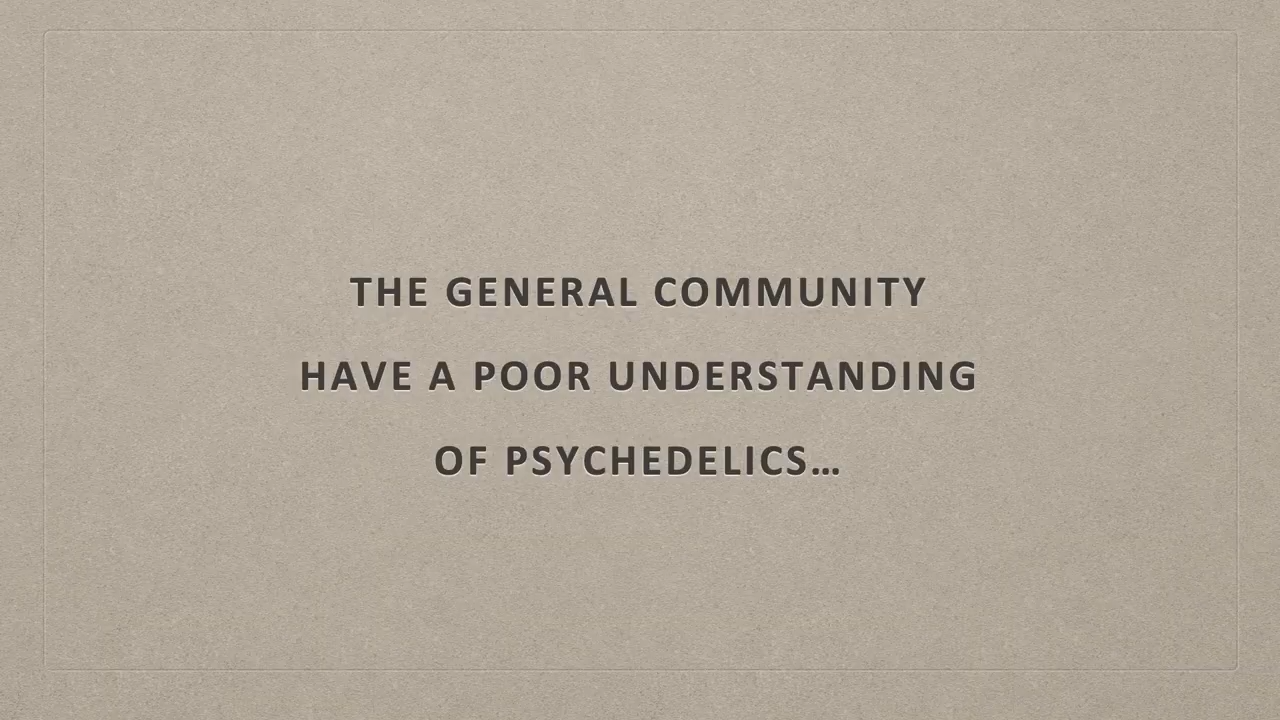 THE GENERAL COMMUNITY
HAVE A POOR UNDERSTANDING
OF PSYCHEDELICS…